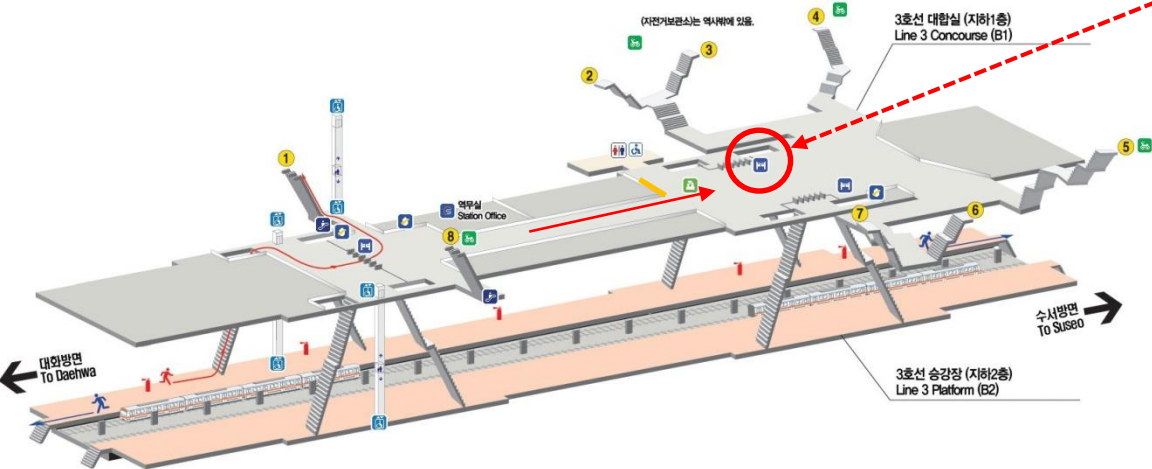 (자전거보관소)는 역사밖에 있음.
4
3호선 대합실 (지하1층)
Line 3 Concourse (B1)
3
2
1
5
역무실
Station Office
8
7
6
수서방면
To Suseo
대화방면
To Daehwa
3호선 승강장 (지하2층)
Line 3 Platform (B2)